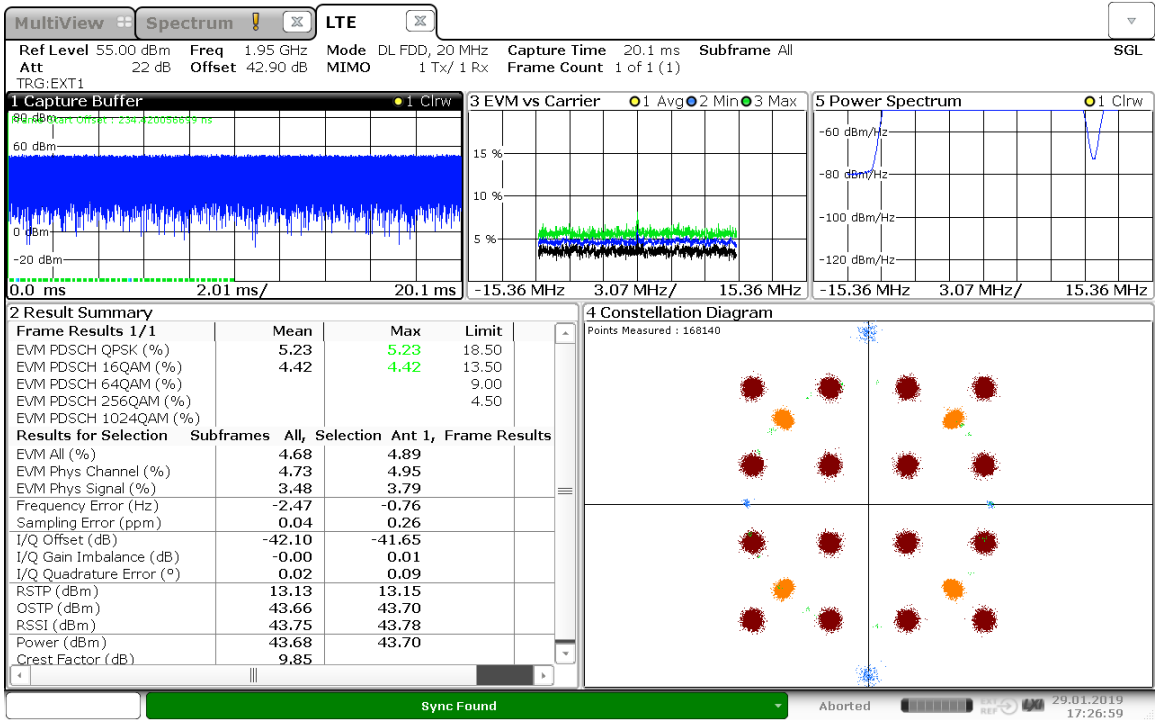 MultiView Spectrum LTE
Ref Level 55.00 dBm Freq 1.95 GHz Mode DL FDD, 20 MHz Capture Time 20.1 ms Subframe All SGL
Att 22 dB Offset 42.90 dB MIMO 1 Tx/ 1 Rx Frame Count 1 of 1 (1)
TRG:EXT1
1 Capture Buffer 1 Clrw
80 dBm
Frame Start Offset : 234.420056699 ns
60 dBm
0 dBm
-20 dBm
0.0 ms 2.01 ms/ 20.1 ms
3 EVM vs Carrier 1 Avg 2 Min 3 Max
15 %
10 %
5 %
-15.36 MHz 3.07 MHz/ 15.36 MHz
5 Power Spectrum 1 Clrw
-60 dBm/Hz
-80 dBm/Hz
-100 dBm/Hz
-120 dBm/Hz
-15.36 MHz 3.07 MHz/ 15.36 MHz
2 Result Summary
Frame Results 1/1 Mean Max Limit
EVM PDSCH QPSK (%) 5.23 5.23 18.50
EVM PDSCH 16QAM (%) 4.42 4.42 13.50
EVM PDSCH 64QAM (%) 9.00
EVM PDSCH 256QAM (%) 4.50
EVM PDSCH 1024QAM (%)
Results for Selection Subframes All, Selection Ant 1, Frame Results
EVM All (%) 4.68 4.89
EVM Phys Channel (%) 4.73 4.95
EVM Phys Signal (%) 3.48 3.79
Frequency Error (Hz) -2.47 -0.76
Sampling Error (ppm) 0.04 0.26
I/Q Offset (dB) -42.10 -41.65
I/Q Gain Imbalance (dB) -0.00 0.01
I/Q Quadrature Error (°) 0.02 0.09
RSTP (dBm) 13.13 13.15
OSTP (dBm) 43.66 43.70
RSSI (dBm) 43.75 43.78
Power (dBm) 43.68 43.70
Crest Factor (dB) 9.85
4 Constellation Diagram
Points Measured : 168140
Sync Found
Aborted
EXT
REF
LXI
29.01.2019
17:26:59